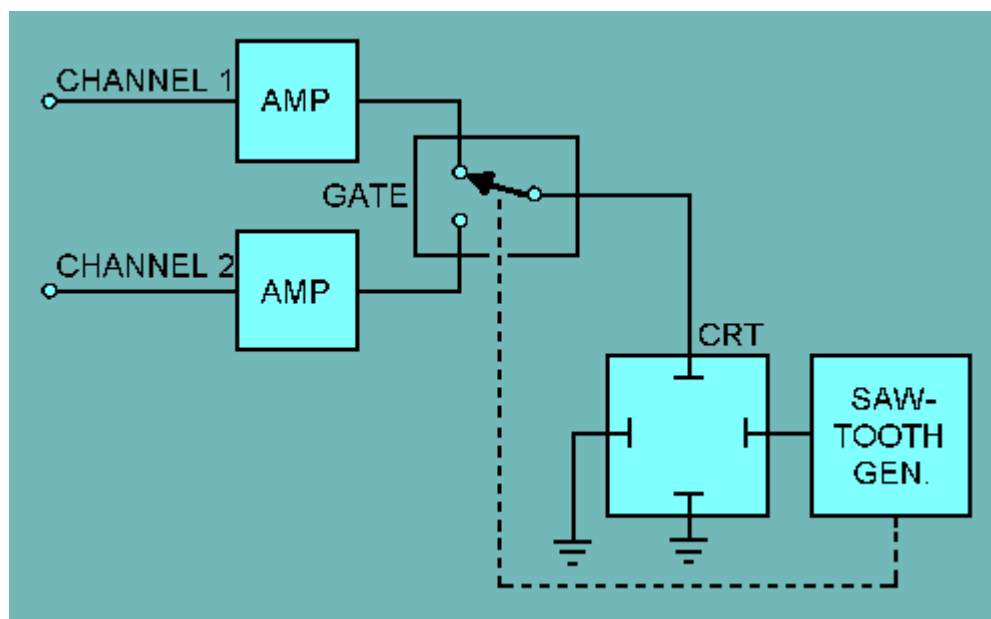 CHANNEL 1
AMP
GATE
CHANNEL 2
AMP
CRT
SAW-
TOOTH
GEN.